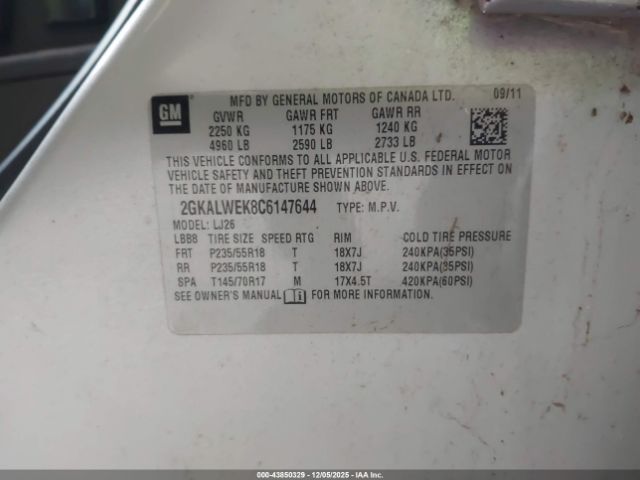 GM
MFD BY GENERAL MOTORS OF CANADA LTD. 09/11
GVWR GAWR FRT GAWR RR
2250 KG 1175 KG 1240 KG
4960 LB 2590 LB 2733 LB
THIS VEHICLE CONFORMS TO ALL APPLICABLE U.S. FEDERAL MOTOR
VEHICLE SAFETY AND THEFT PREVENTION STANDARDS IN EFFECT ON
THE DATE OF MANUFACTURE SHOWN ABOVE.
2GKALWEK8C6147644 TYPE: M.P.V.
MODEL: LJ26
LBB8 TIRE SIZE SPEED RTG RIM COLD TIRE PRESSURE
FRT P235/55R18 T 18X7J 240KPA(35PSI)
RR P235/55R18 T 18X7J 240KPA(35PSI)
SPA T145/70R17 M 17X4.5T 420KPA(60PSI)
SEE OWNER'S MANUAL FOR MORE INFORMATION.
000-43850329 - 12/05/2025 - IAAI.CA